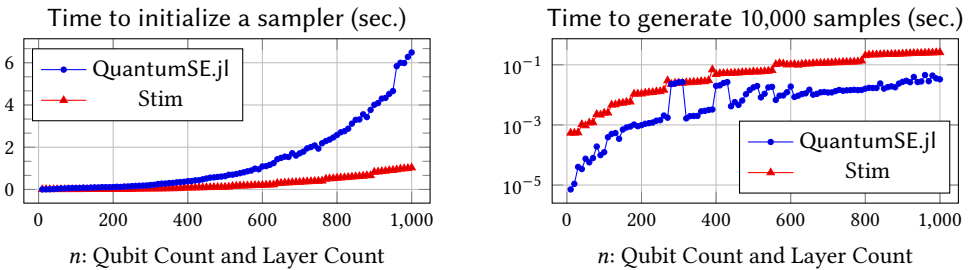 Time to initialize a sampler (sec.)
QuantumSE.jl
Stim
6
4
2
0
0 200 400 600 800 1,000
n: Qubit Count and Layer Count
Time to generate 10,000 samples (sec.)
10⁻¹
10⁻³
10⁻⁵
QuantumSE.jl
Stim
0 200 400 600 800 1,000
n: Qubit Count and Layer Count